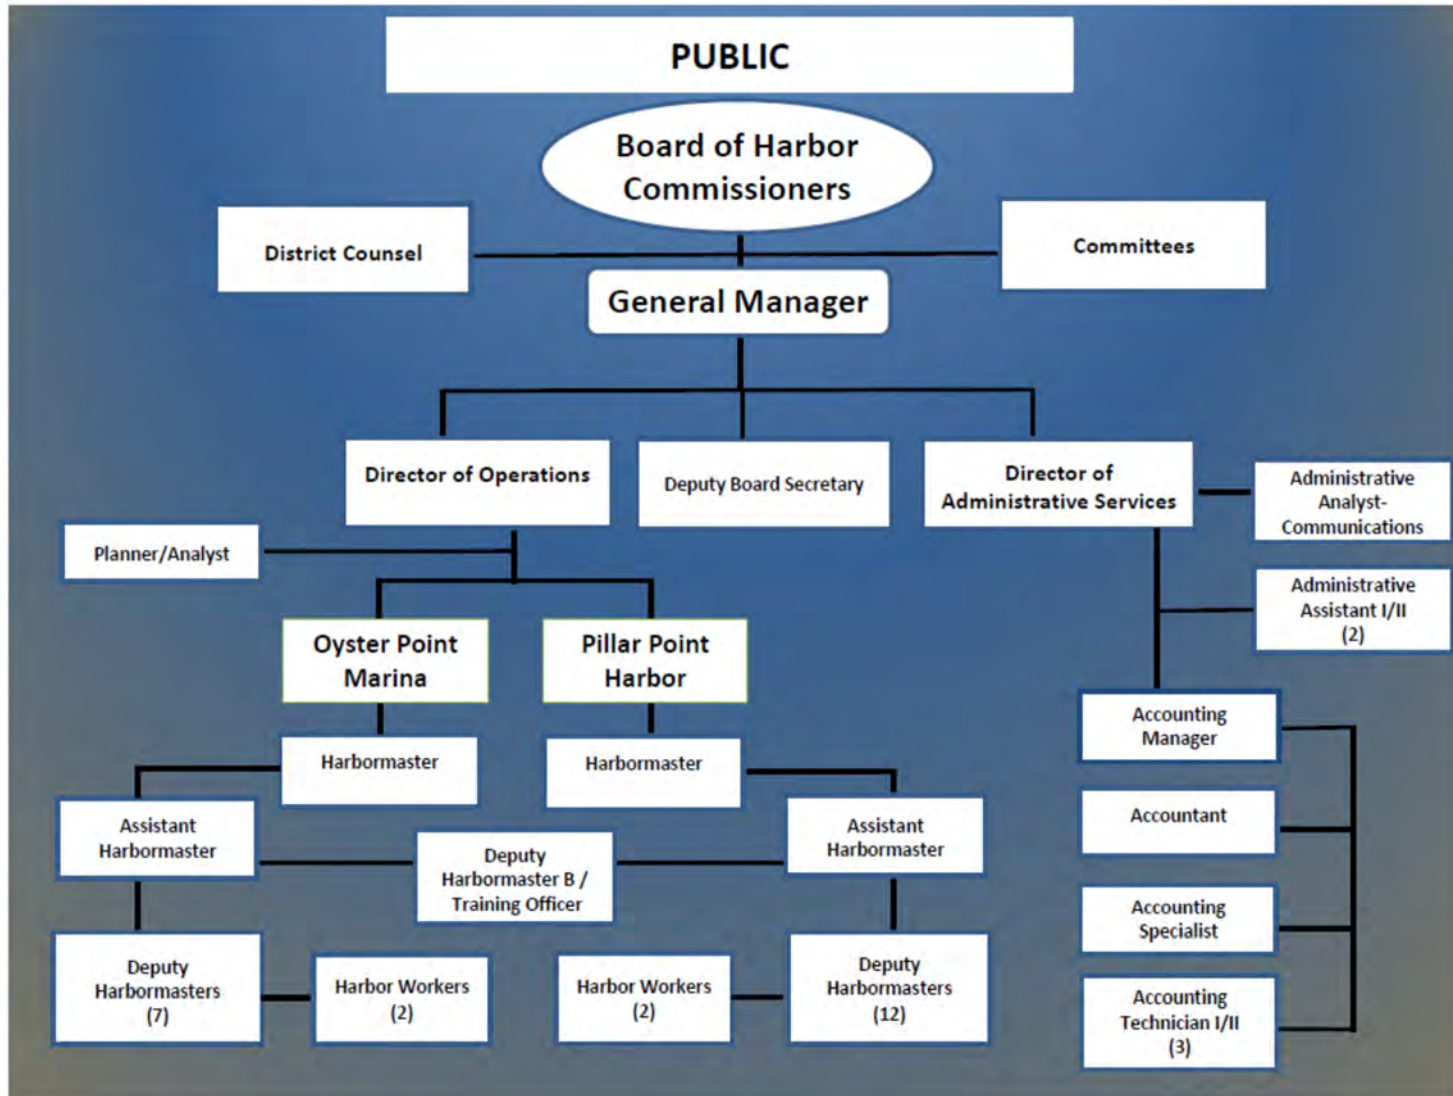 PUBLIC
Board of Harbor
Commissioners
District Counsel
Committees
General Manager
Director of Operations
Deputy Board Secretary
Director of
Administrative Services
Administrative
Analyst-
Communications
Planner/Analyst
Administrative
Assistant I/II
(2)
Oyster Point
Marina
Pillar Point
Harbor
Accounting
Manager
Harbormaster
Harbormaster
Assistant
Harbormaster
Deputy
Harbormaster B /
Training Officer
Assistant
Harbormaster
Accountant
Accounting
Specialist
Deputy
Harbormasters
(7)
Harbor Workers
(2)
Harbor Workers
(2)
Deputy
Harbormasters
(12)
Accounting
Technician I/II
(3)